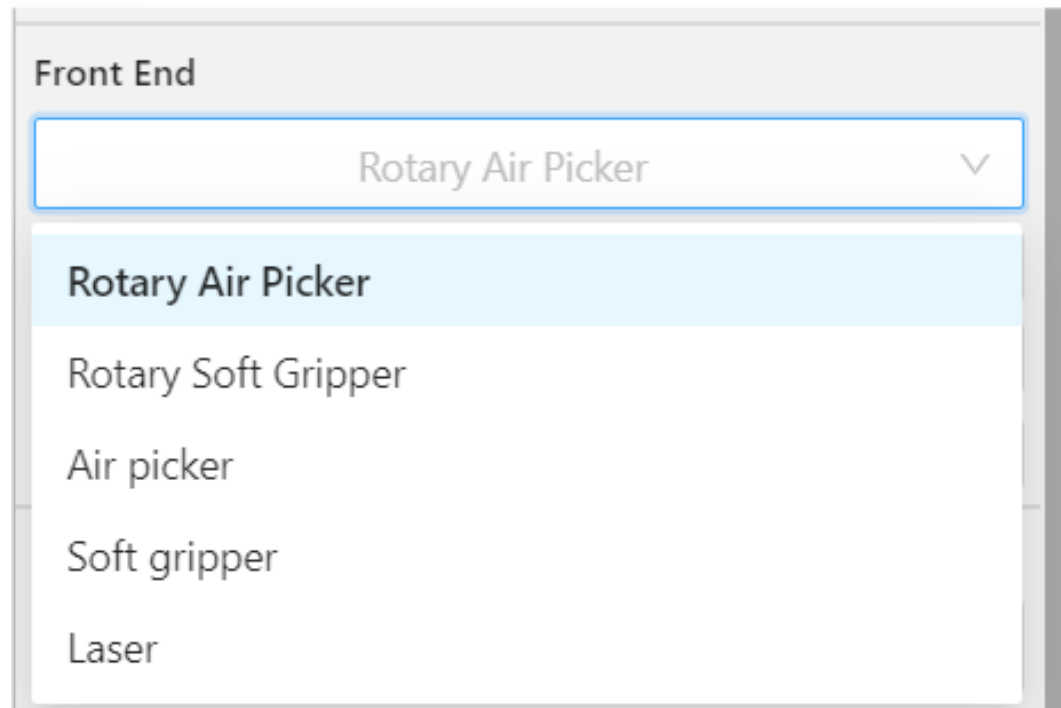 Front End
Rotary Air Picker
Rotary Air Picker
Rotary Soft Gripper
Air picker
Soft gripper
Laser